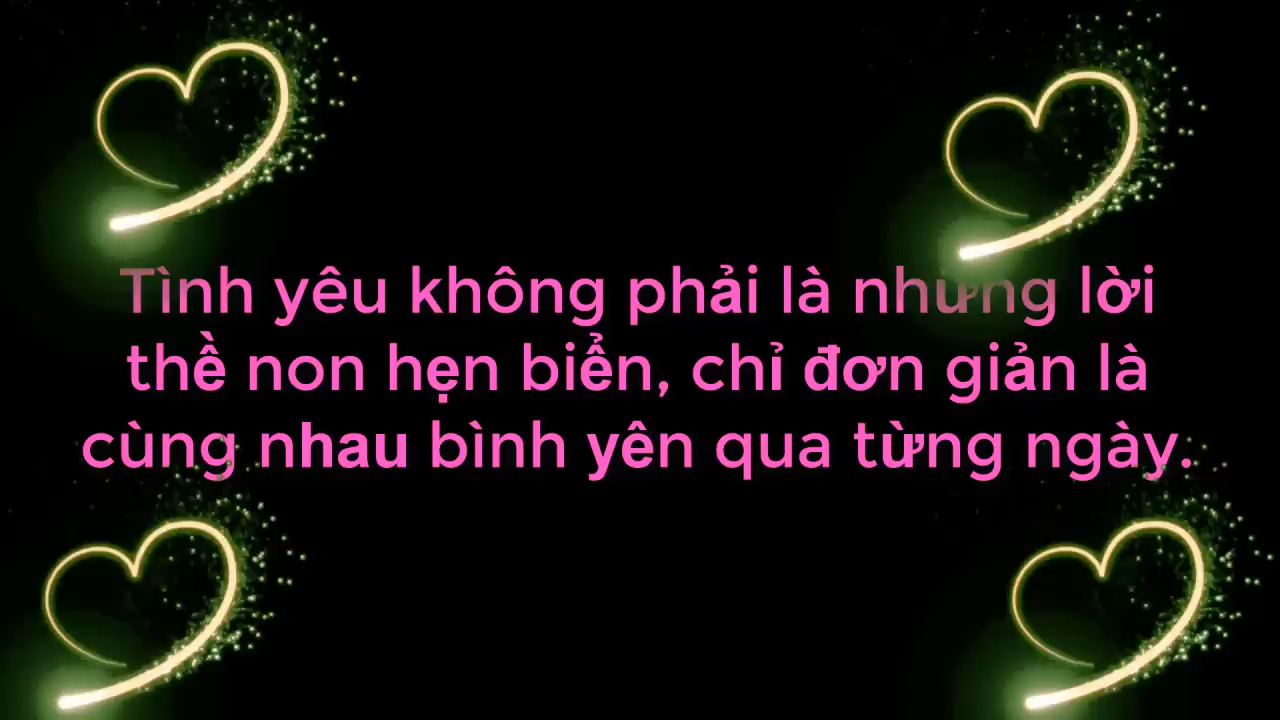 Tình yêu không phải là những lời
thề non hẹn biển, chỉ đơn giản là
cùng nhau bình yên qua từng ngày.